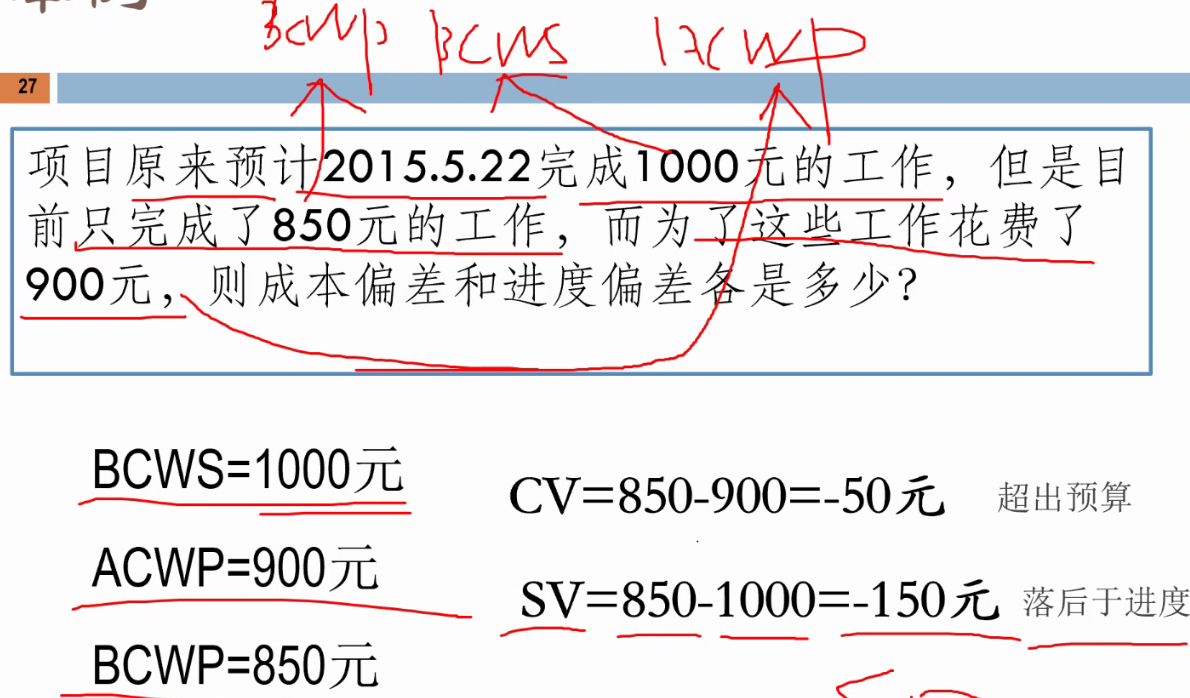 BCWP BCWS ACWP
27
项目原来预计2015.5.22完成1000元的工作，但是目
前只完成了850元的工作，而为了这些工作花费了
900元，则成本偏差和进度偏差各是多少？
BCWS=1000元
CV=850-900=-50元 超出预算
ACWP=900元
SV=850-1000=-150元 落后于进度
BCWP=850元